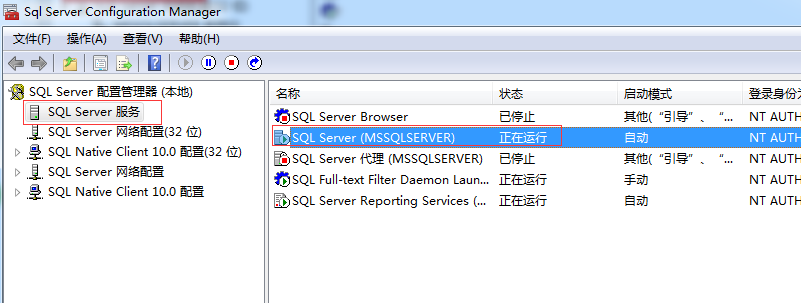 Sql Server Configuration Manager
文件(F) 操作(A) 查看(V) 帮助(H)
SQL Server 配置管理器 (本地)
SQL Server 服务
SQL Server 网络配置(32 位)
SQL Native Client 10.0 配置(32 位)
SQL Server 网络配置
SQL Native Client 10.0 配置
名称 状态 启动模式 登录身份为
SQL Server Browser 已停止 其他(“引导”、“... NT AUTH
SQL Server (MSSQLSERVER) 正在运行 自动 NT AUTH
SQL Server 代理 (MSSQLSERVER) 已停止 其他(“引导”、“... NT AUTH
SQL Full-text Filter Daemon Laun... 正在运行 手动 NT AUTH
SQL Server Reporting Services (... 正在运行 自动 NT AUTH